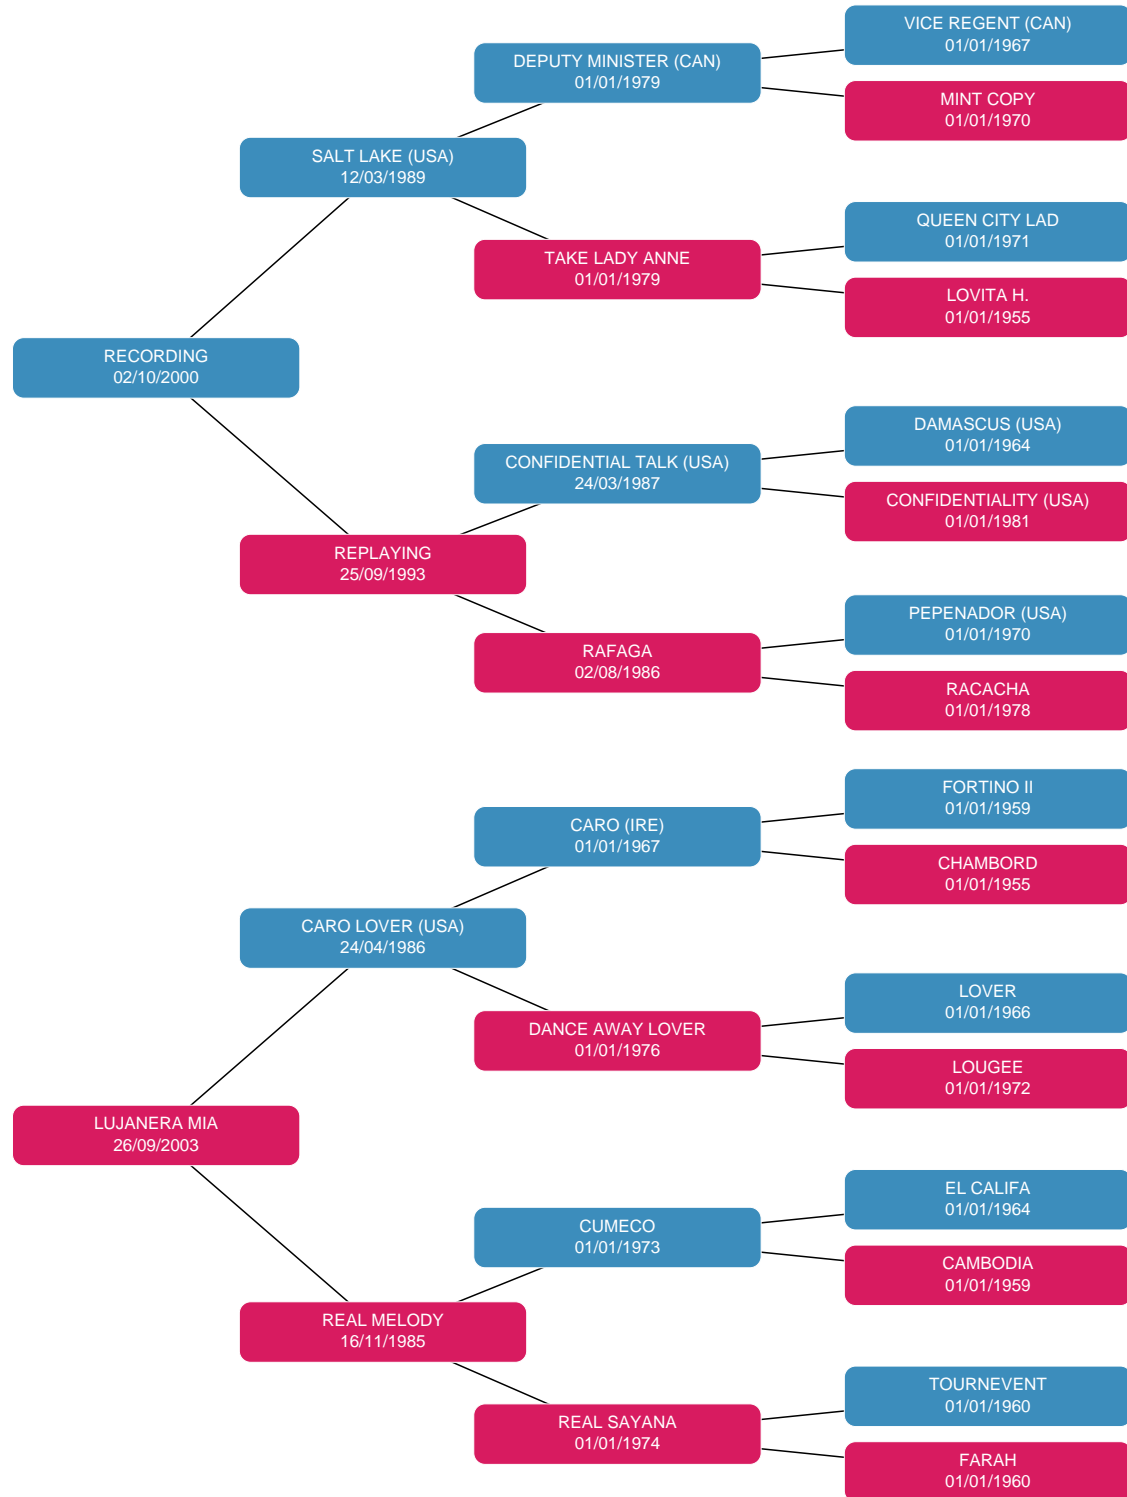 VICE REGENT (CAN)
01/01/1967
DEPUTY MINISTER (CAN)
01/01/1979
MINT COPY
01/01/1970
SALT LAKE (USA)
12/03/1989
QUEEN CITY LAD
01/01/1971
TAKE LADY ANNE
01/01/1979
LOVITA H.
01/01/1955
RECORDING
02/10/2000
DAMASCUS (USA)
01/01/1964
CONFIDENTIAL TALK (USA)
24/03/1987
CONFIDENTIALITY (USA)
01/01/1981
REPLAYING
25/09/1993
PEPENADOR (USA)
01/01/1970
RAFAGA
02/08/1986
RACACHA
01/01/1978
FORTINO II
01/01/1959
CARO (IRE)
01/01/1967
CHAMBORD
01/01/1955
CARO LOVER (USA)
24/04/1986
LOVER
01/01/1966
DANCE AWAY LOVER
01/01/1976
LOUGEE
01/01/1972
LUJANERA MIA
26/09/2003
EL CALIFA
01/01/1964
CUMECO
01/01/1973
CAMBODIA
01/01/1959
REAL MELODY
16/11/1985
TOURNEVENT
01/01/1960
REAL SAYANA
01/01/1974
FARAH
01/01/1960